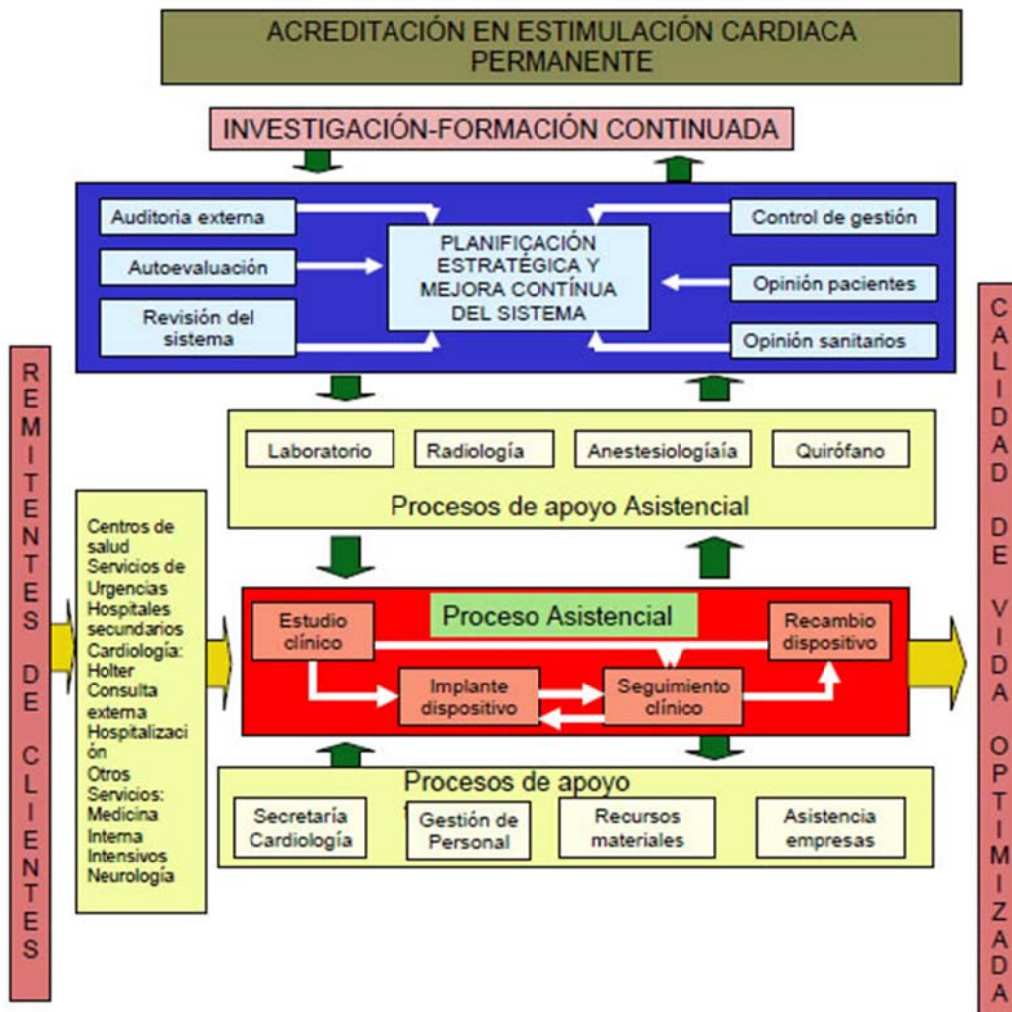 ACREDITACIÓN EN ESTIMULACIÓN CARDIACA
PERMANENTE
INVESTIGACIÓN-FORMACIÓN CONTINUADA
Auditoria externa
Autoevaluación
Revisión del
sistema
PLANIFICACIÓN
ESTRATÉGICA Y
MEJORA CONTÍNUA
DEL SISTEMA
Control de gestión
Opinión pacientes
Opinión sanitarios
REMITENTES DE CLIENTES
Laboratorio
Radiología
Anestesiologíaía
Quirófano
Procesos de apoyo Asistencial
Centros de
salud
Servicios de
Urgencias
Hospitales
secundarios
Cardiología:
Holter
Consulta
externa
Hospitalizaci
ón
Otros
Servicios:
Medicina
Interna
Intensivos
Neurología
Proceso Asistencial
Estudio
clínico
Implante
dispositivo
Seguimiento
clínico
Recambio
dispositivo
Procesos de apoyo
Secretaría
Cardiología
Gestión de
Personal
Recursos
materiales
Asistencia
empresas
CALIDAD DE VIDA OPTIMIZADA